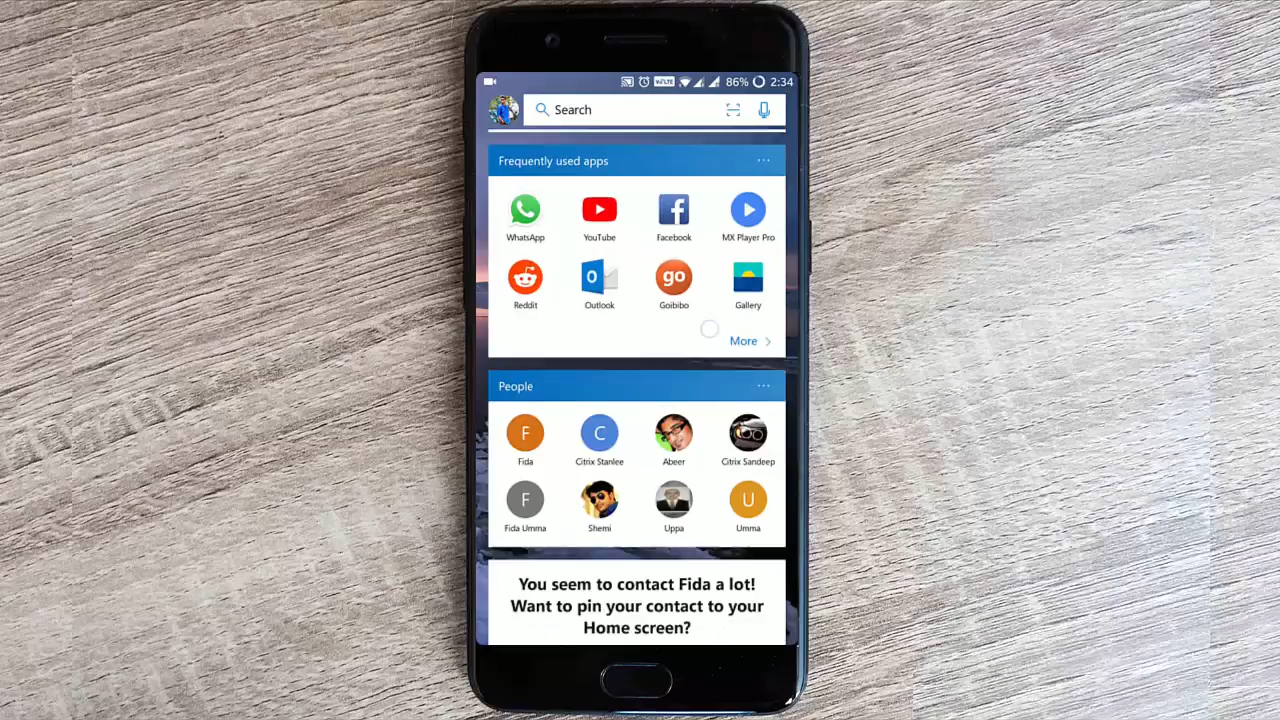 VoLTE 86% 2:34
Search
Frequently used apps
WhatsApp YouTube Facebook MX Player Pro
go
Reddit Outlook Goibibo Gallery
More
People
F C
Fida Citrix Stanlee Abeer Citrix Sandeep
F U
Fida Umma Shemi Uppa Umma
You seem to contact Fida a lot!
Want to pin your contact to your
Home screen?